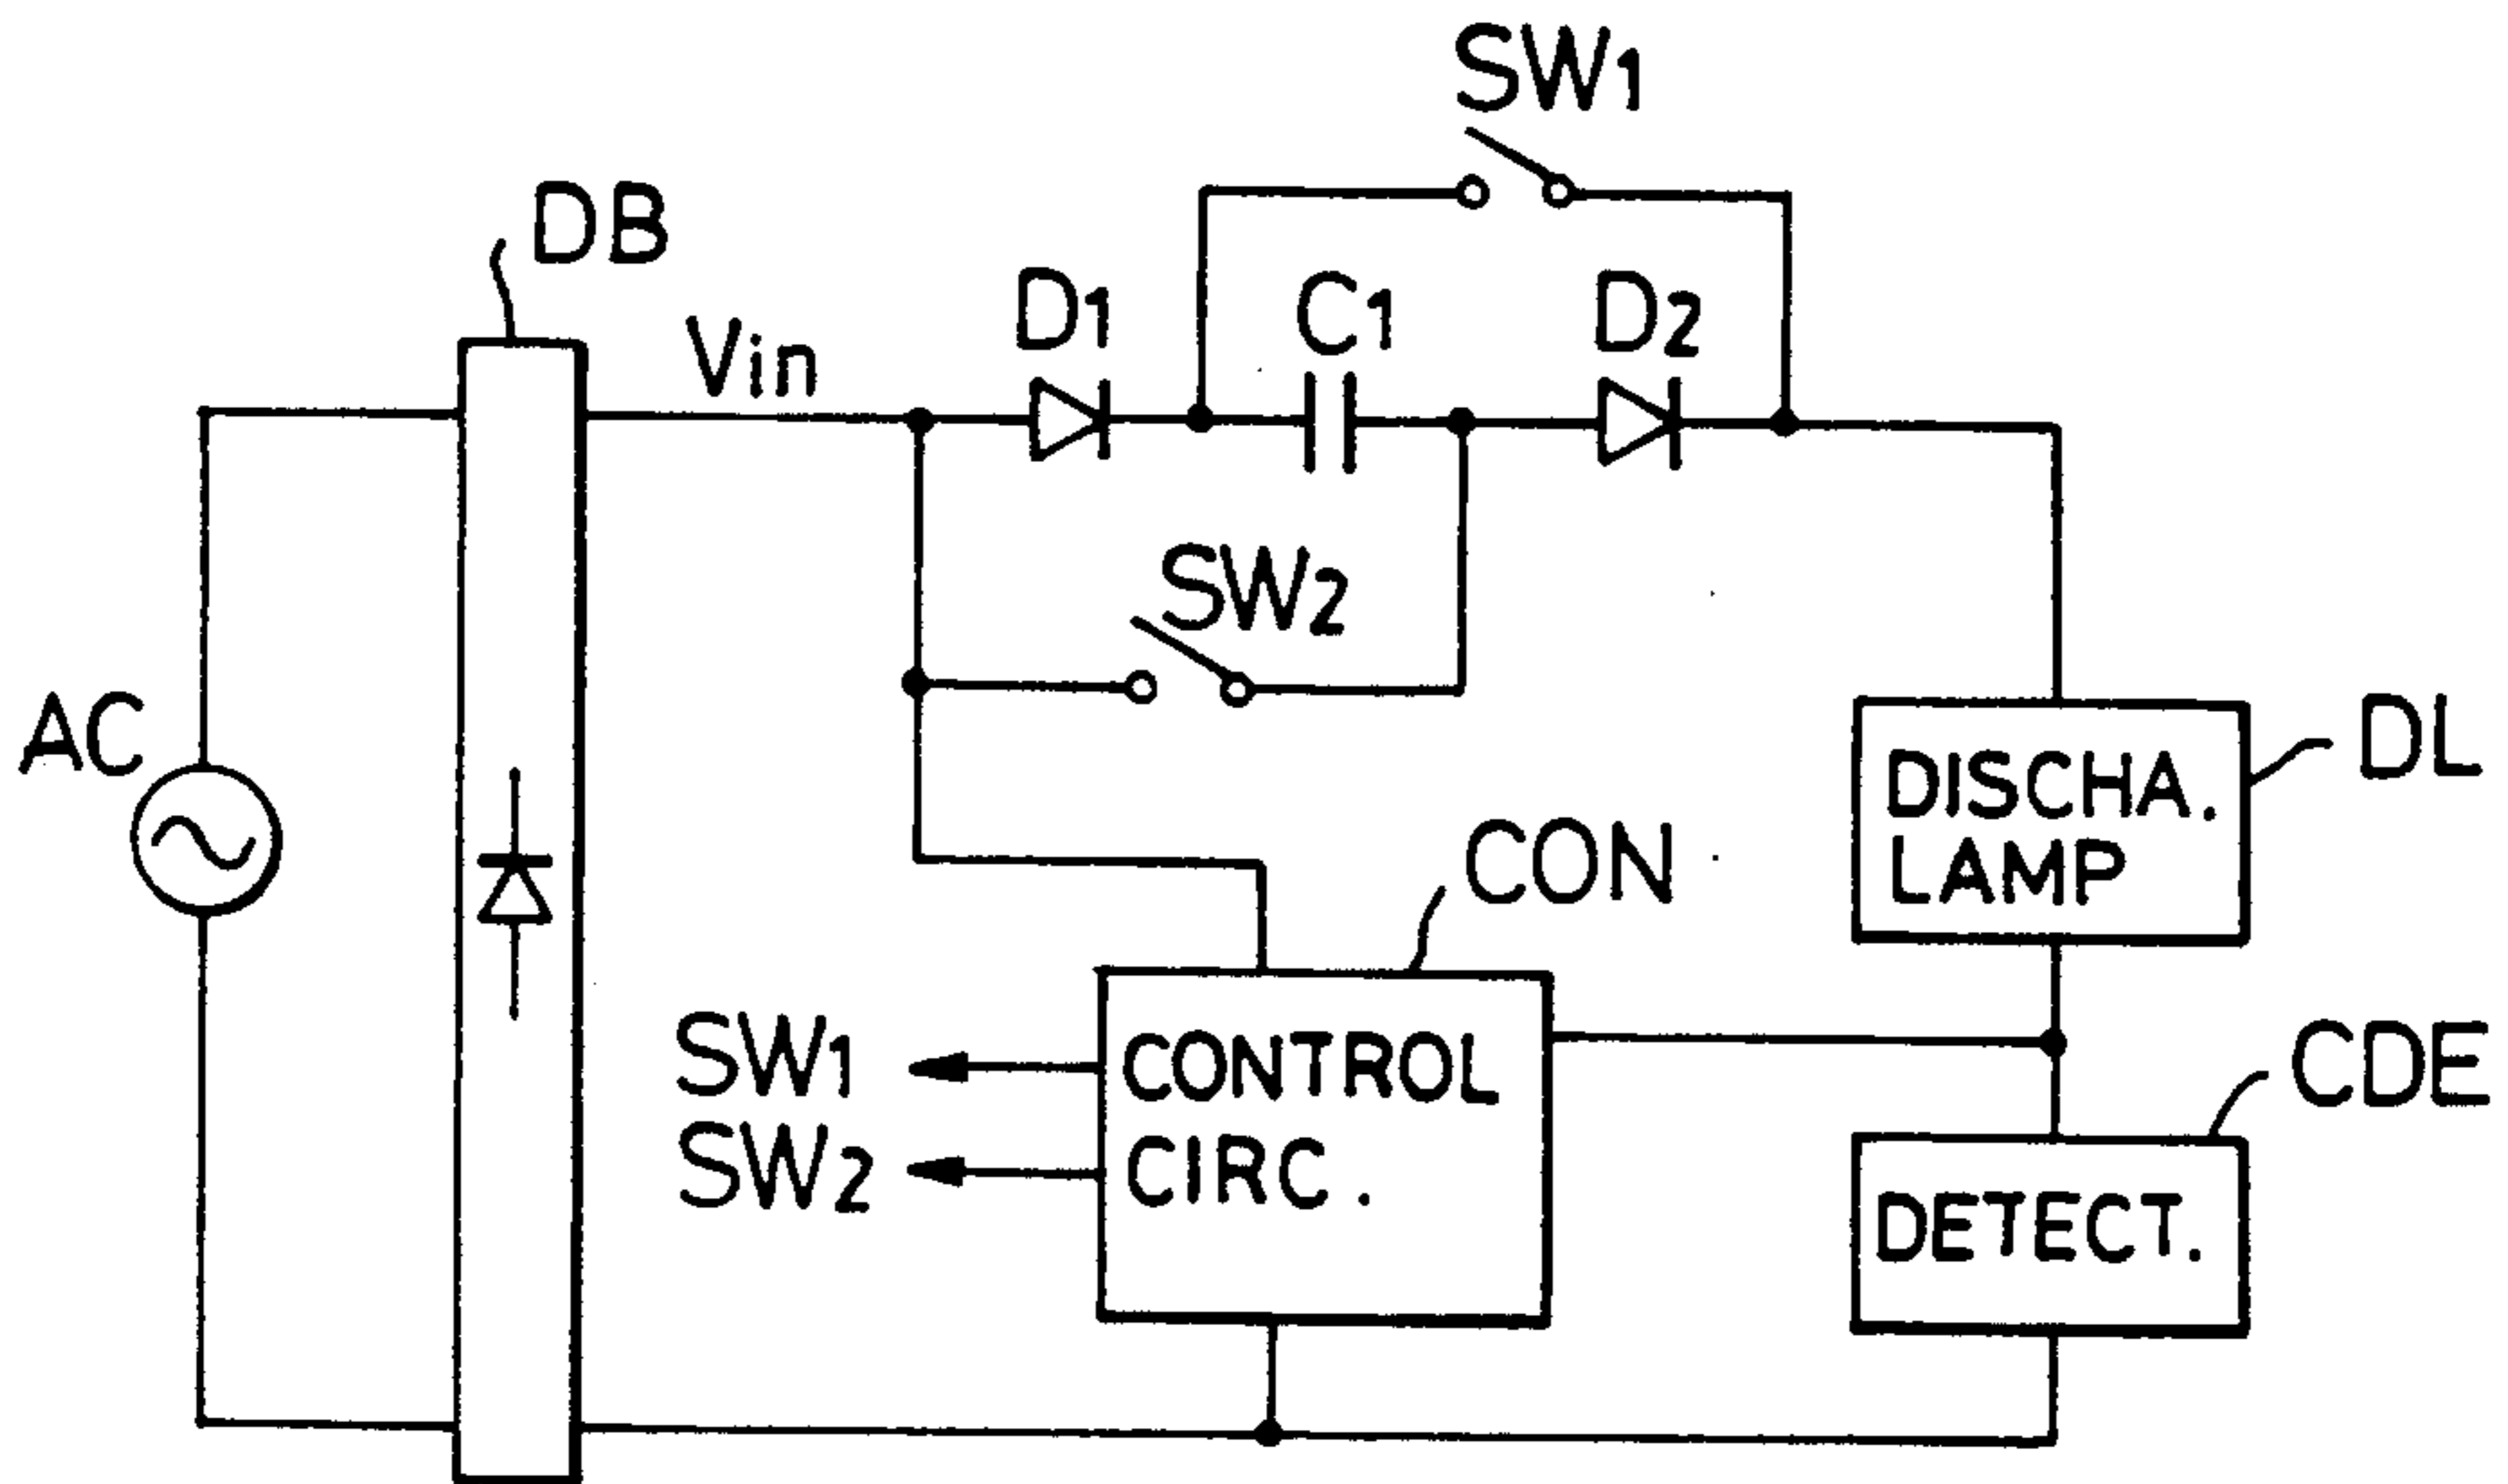 SW1
DB
D1
C1
D2
Vin
SW2
AC
DL
DISCHA.
LAMP
CON
SW1
SW2
CONTROL
CIRC.
CDE
DETECT.